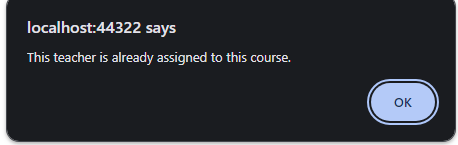 localhost:44322 says
This teacher is already assigned to this course.
OK